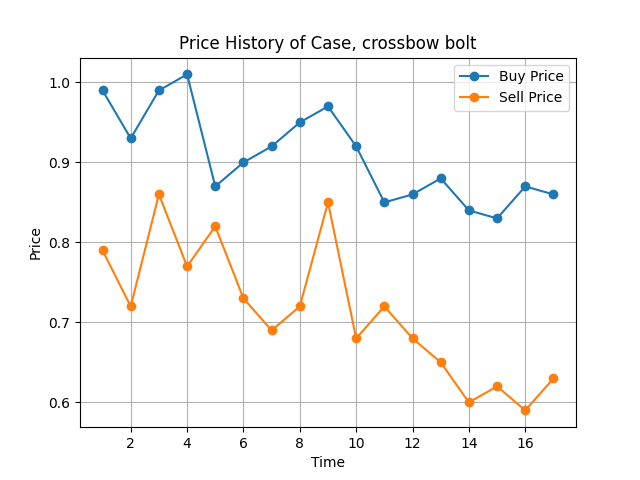 Price History of Case, crossbow bolt
Buy Price
Sell Price
1.0
0.9
0.8
0.7
0.6
Price
2 4 6 8 10 12 14 16
Time